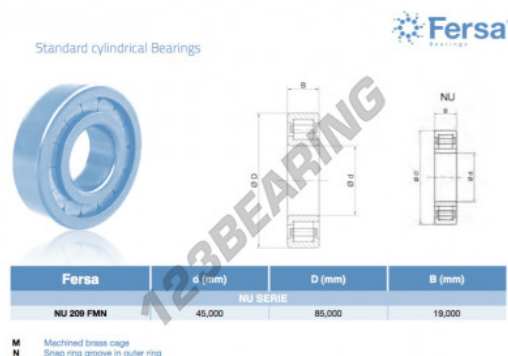 Fersa
Bearings
Standard cylindrical Bearings
B
NU
B
Ø D
Ø d
Ø d
123BEARING
Fersa d (mm) D (mm) B (mm)
NU SERIE
NU 209 FMN 45,000 85,000 19,000
M Machined brass cage
N Snap ring groove in outer ring